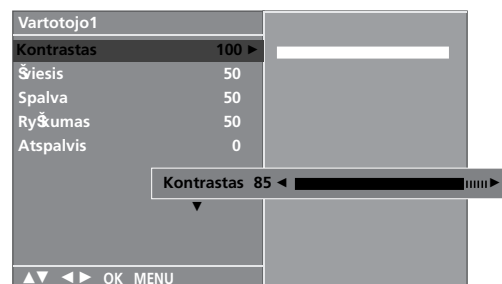 Vartotojo1
Kontrastas 100 ►
Šviesis 50
Spalva 50
Ryškumas 50
Atspalvis 0
Kontrastas 85 ◄ ►
▼
▲▼ ◄► OK MENU